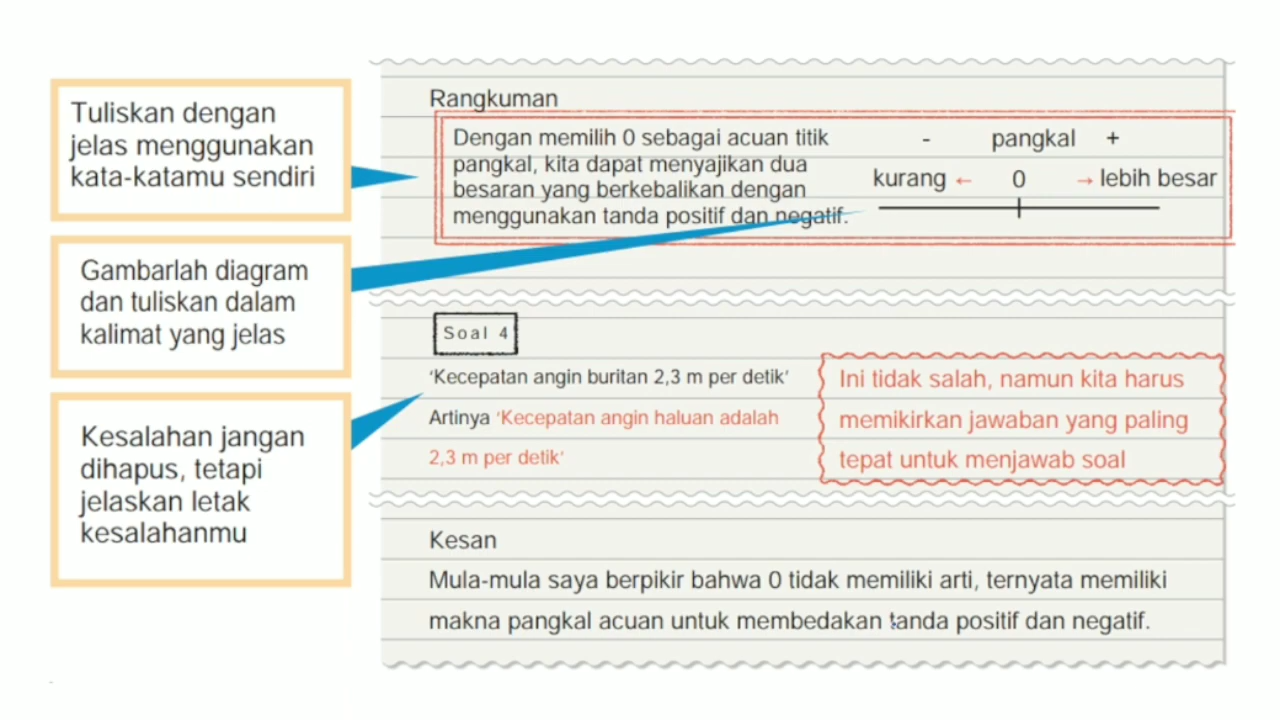 Tuliskan dengan
jelas menggunakan
kata-katamu sendiri
Gambarlah diagram
dan tuliskan dalam
kalimat yang jelas
Kesalahan jangan
dihapus, tetapi
jelaskan letak
kesalahanmu
Rangkuman
Dengan memilih 0 sebagai acuan titik
pangkal, kita dapat menyajikan dua
besaran yang berkebalikan dengan
menggunakan tanda positif dan negatif.
- pangkal +
kurang ← 0 → lebih besar
Soal 4
‘Kecepatan angin buritan 2,3 m per detik’
Artinya ‘Kecepatan angin haluan adalah
2,3 m per detik’
Ini tidak salah, namun kita harus
memikirkan jawaban yang paling
tepat untuk menjawab soal
Kesan
Mula-mula saya berpikir bahwa 0 tidak memiliki arti, ternyata memiliki
makna pangkal acuan untuk membedakan tanda positif dan negatif.